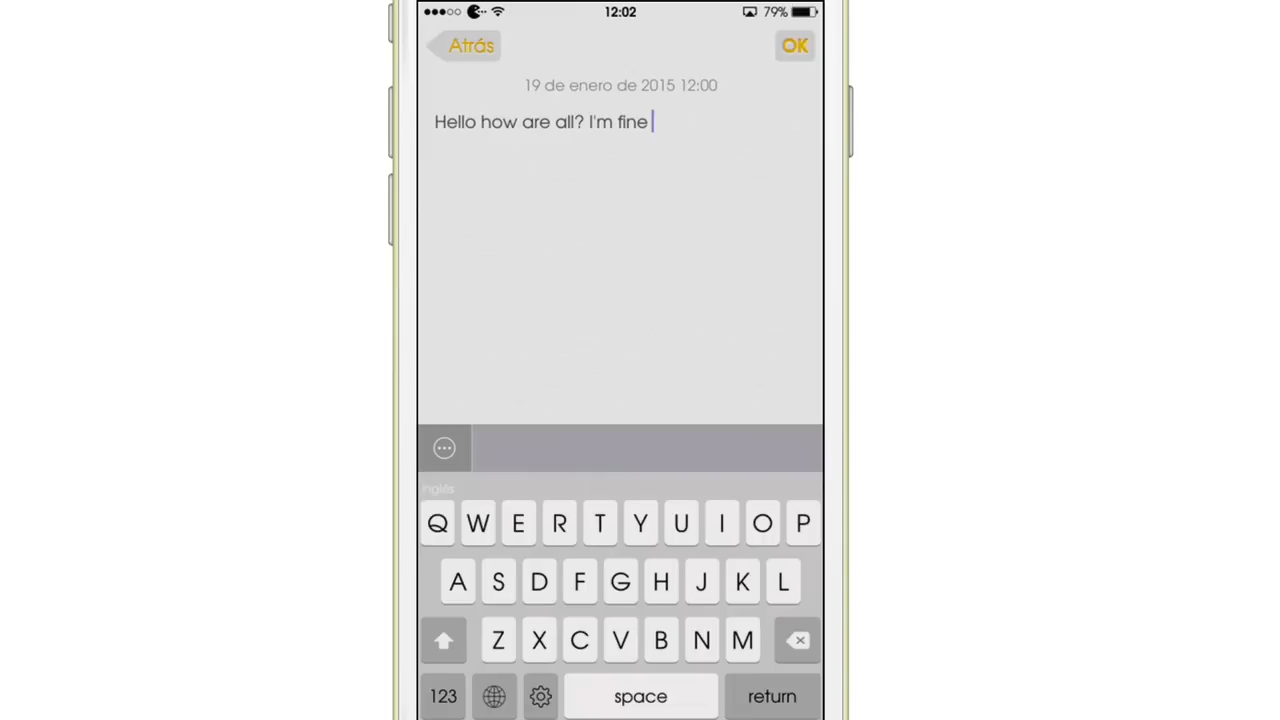 12:02 79%
Atrás OK
19 de enero de 2015 12:00
Hello how are all? I'm fine
inglés
Q W E R T Y U I O P
A S D F G H J K L
Z X C V B N M
123 space return